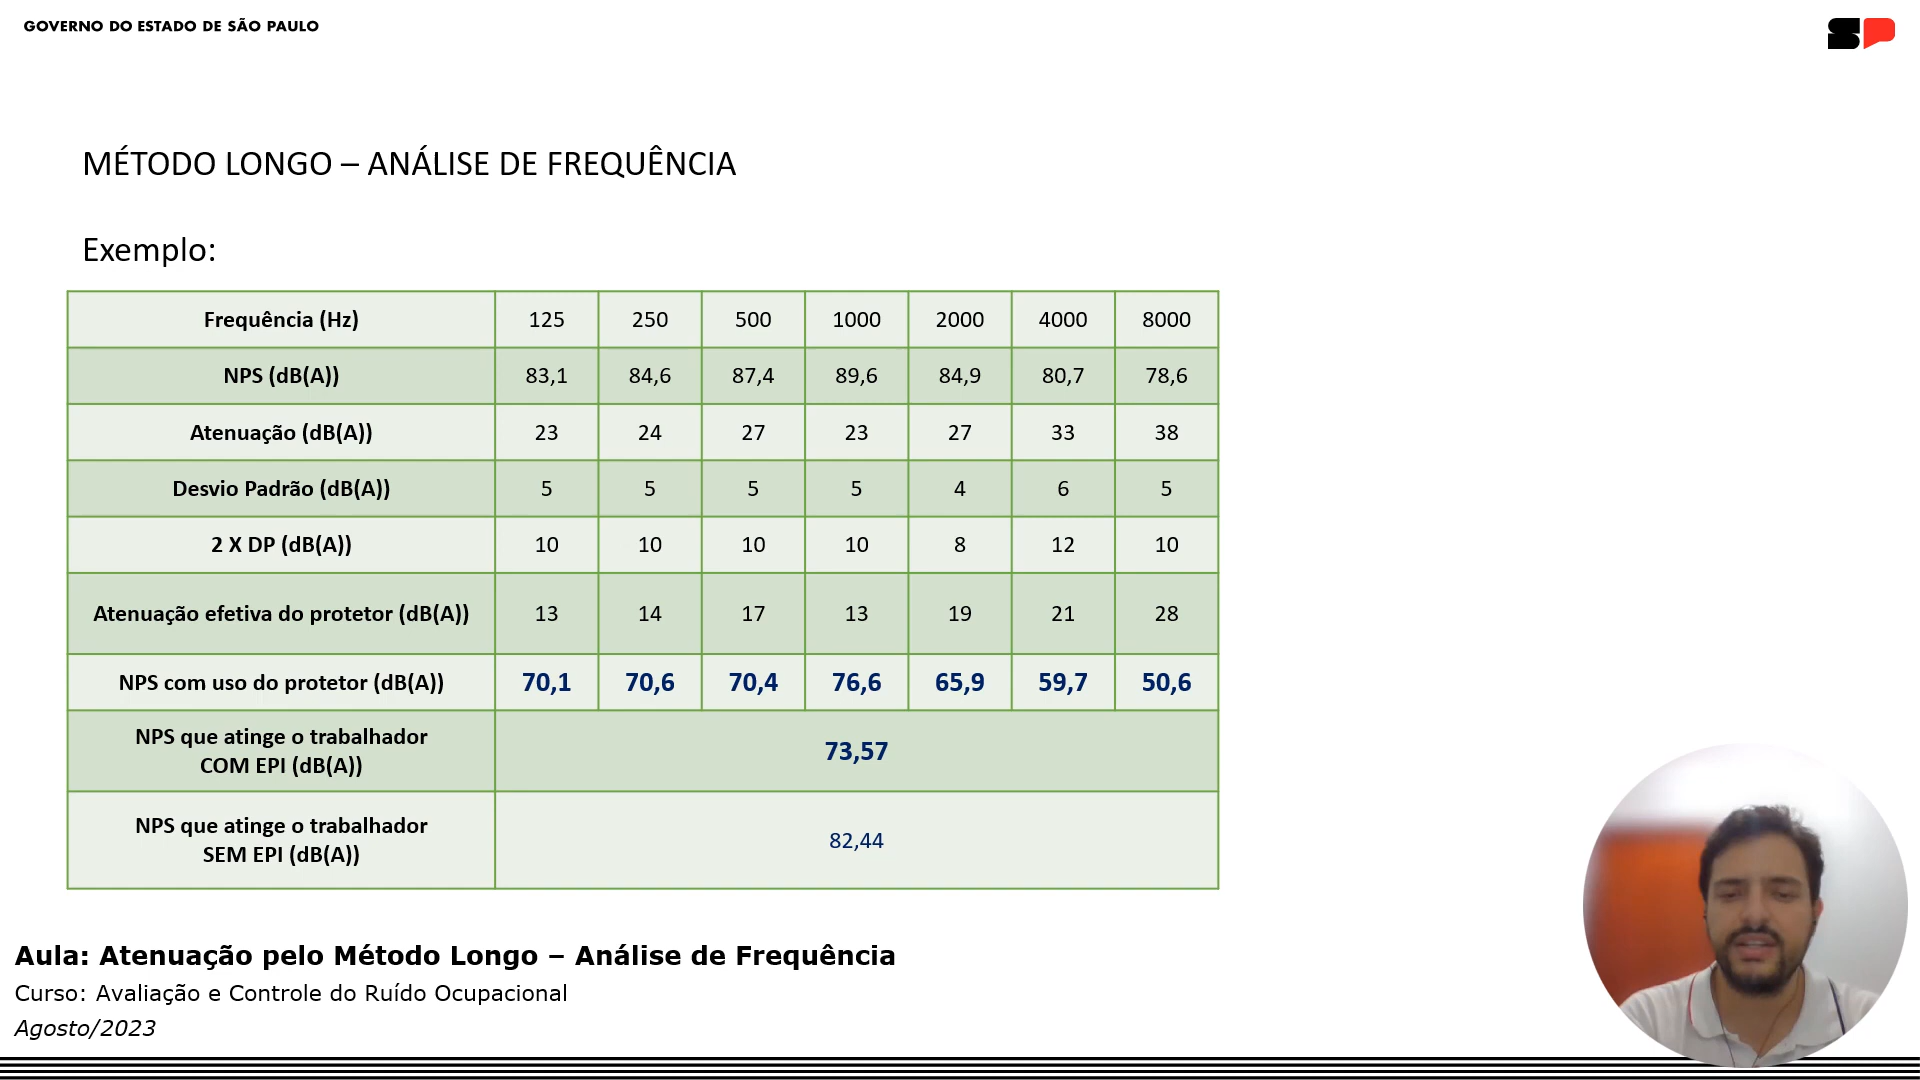 GOVERNO DO ESTADO DE SÃO PAULO
SP
MÉTODO LONGO – ANÁLISE DE FREQUÊNCIA
Exemplo:
Frequência (Hz) 125 250 500 1000 2000 4000 8000
NPS (dB(A)) 83,1 84,6 87,4 89,6 84,9 80,7 78,6
Atenuação (dB(A)) 23 24 27 23 27 33 38
Desvio Padrão (dB(A)) 5 5 5 5 4 6 5
2 X DP (dB(A)) 10 10 10 10 8 12 10
Atenuação efetiva do protetor (dB(A)) 13 14 17 13 19 21 28
NPS com uso do protetor (dB(A)) 70,1 70,6 70,4 76,6 65,9 59,7 50,6
NPS que atinge o trabalhador
COM EPI (dB(A)) 73,57
NPS que atinge o trabalhador
SEM EPI (dB(A)) 82,44
Aula: Atenuação pelo Método Longo – Análise de Frequência
Curso: Avaliação e Controle do Ruído Ocupacional
Agosto/2023